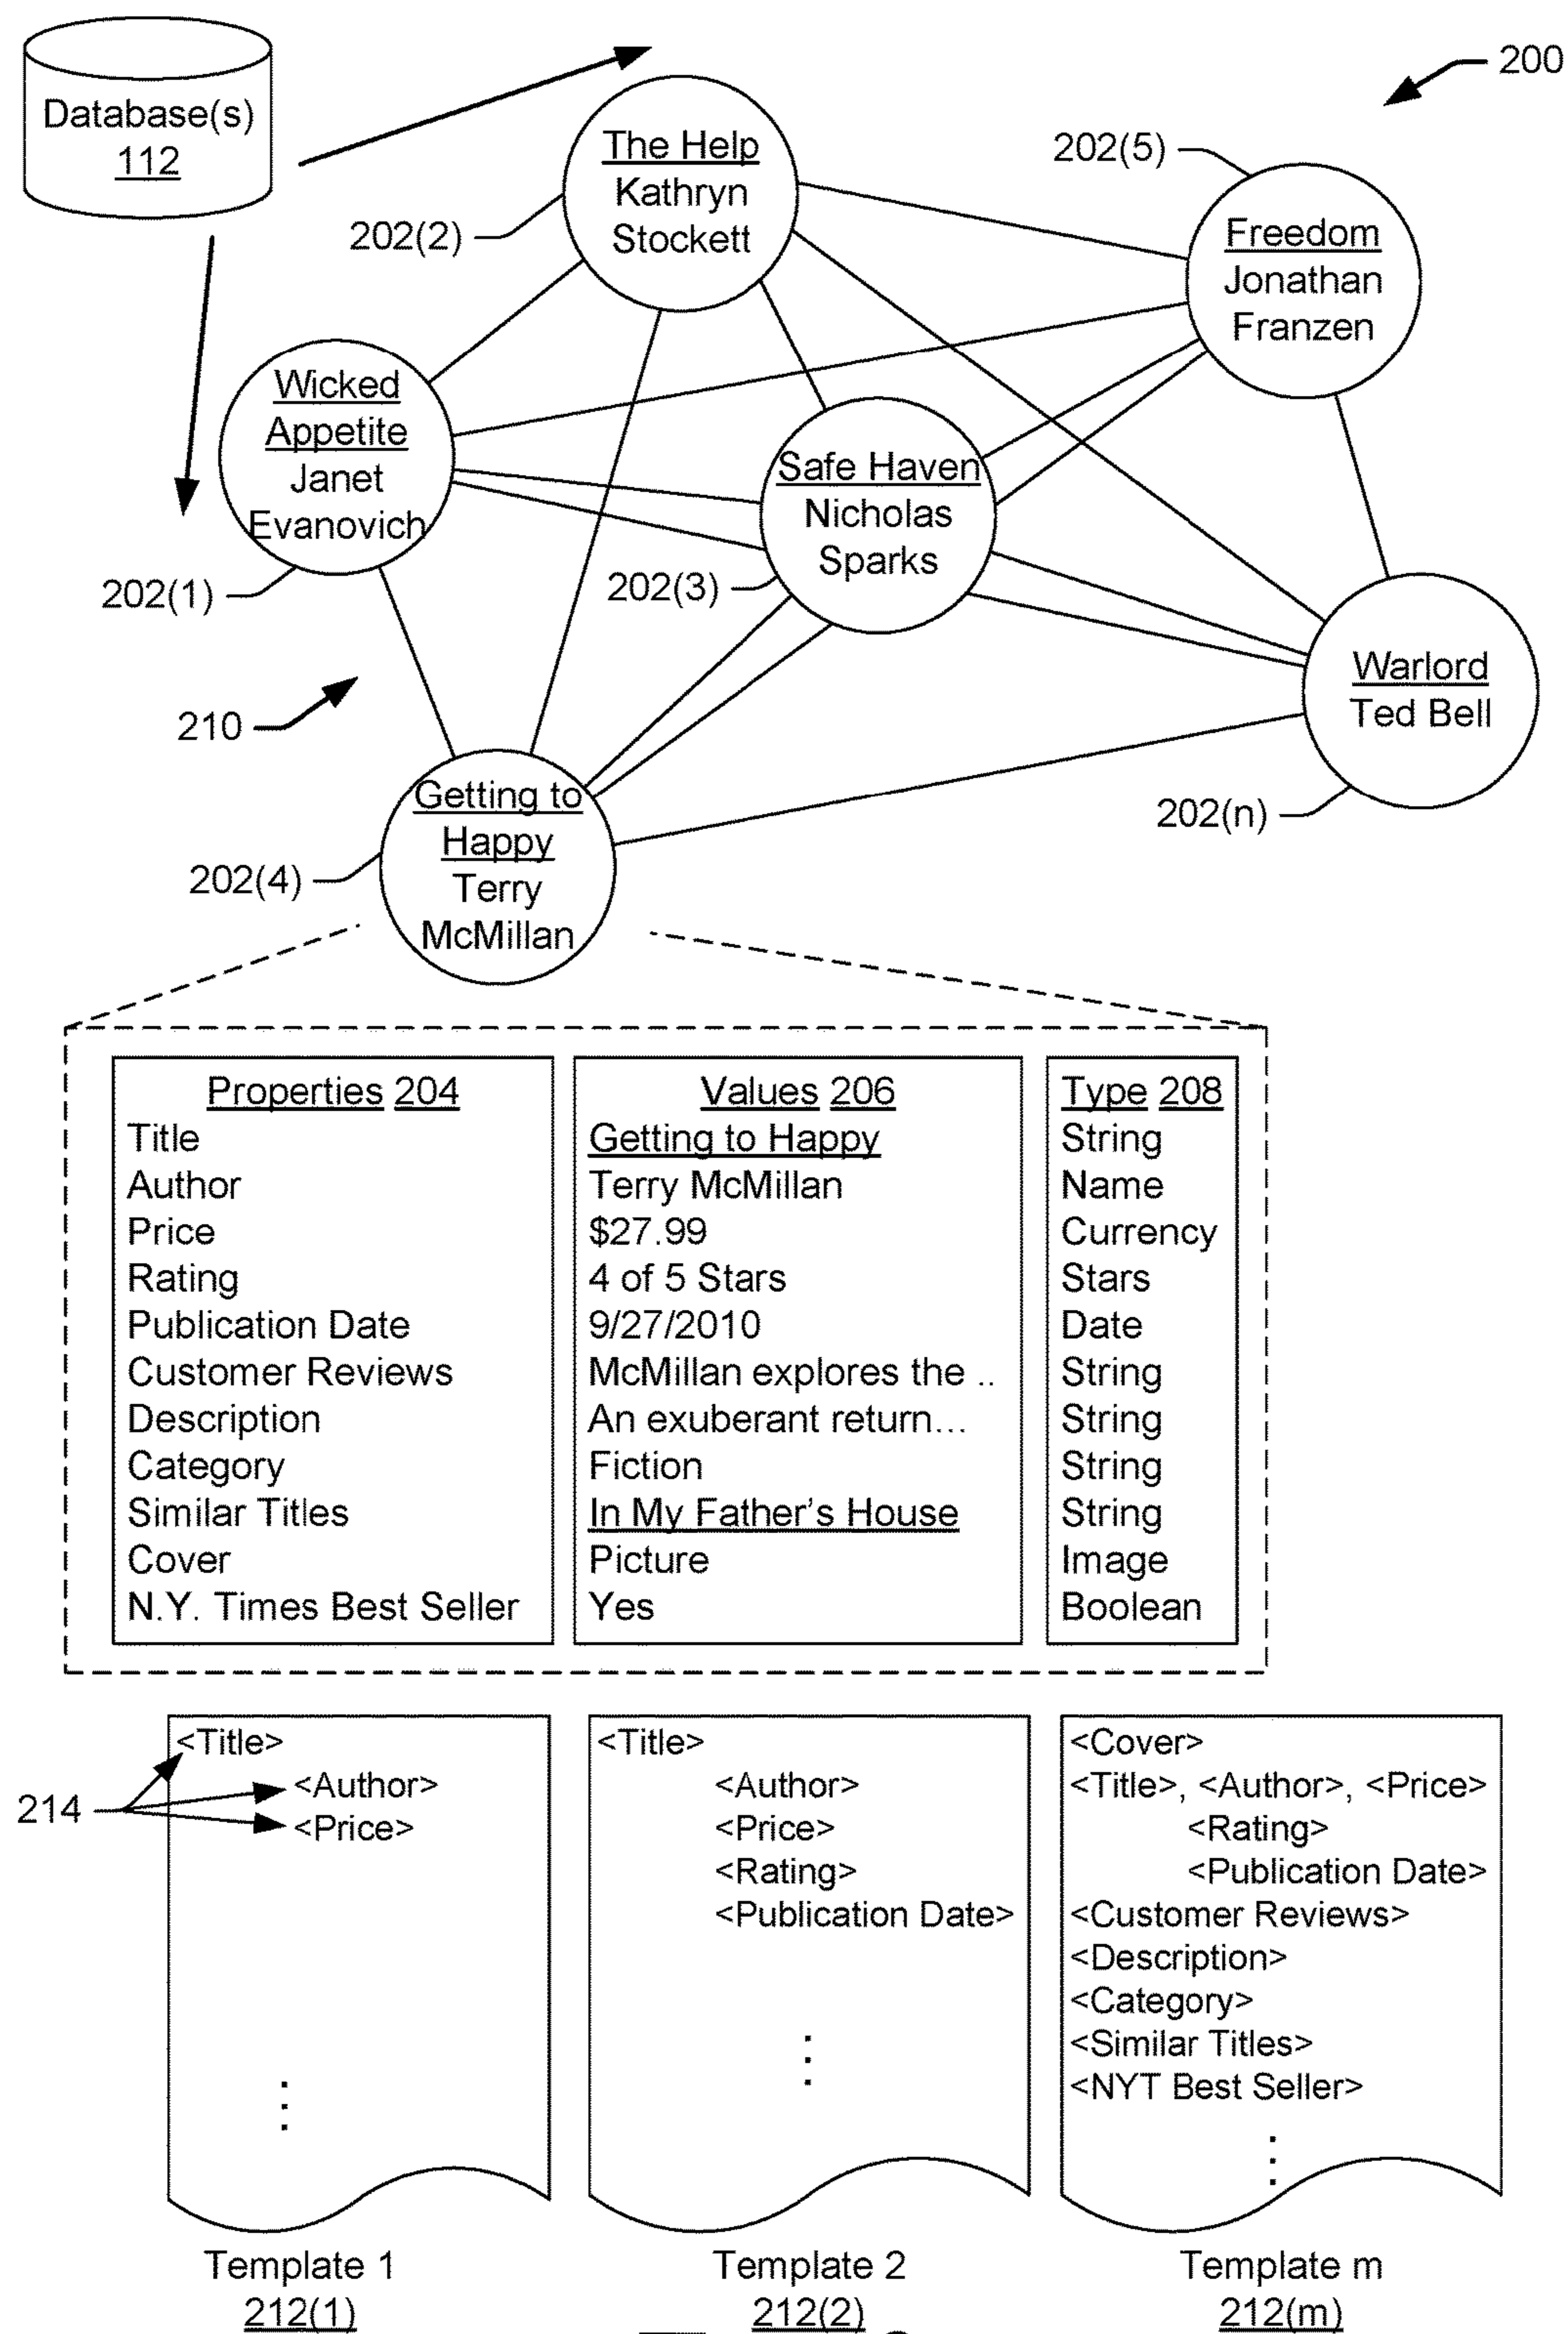 Database(s)
112
200
The Help
Kathryn
Stockett
202(2)
202(5)
Freedom
Jonathan
Franzen
Wicked
Appetite
Janet
Evanovich
202(1)
Safe Haven
Nicholas
Sparks
202(3)
Warlord
Ted Bell
202(n)
210
Getting to
Happy
Terry
McMillan
202(4)
Properties 204
Title
Author
Price
Rating
Publication Date
Customer Reviews
Description
Category
Similar Titles
Cover
N.Y. Times Best Seller
Values 206
Getting to Happy
Terry McMillan
$27.99
4 of 5 Stars
9/27/2010
McMillan explores the ..
An exuberant return...
Fiction
In My Father's House
Picture
Yes
Type 208
String
Name
Currency
Stars
Date
String
String
String
String
Image
Boolean
214
<Title>
<Author>
<Price>
Template 1
212(1)
<Title>
<Author>
<Price>
<Rating>
<Publication Date>
Template 2
212(2)
<Cover>
<Title>, <Author>, <Price>
<Rating>
<Publication Date>
<Customer Reviews>
<Description>
<Category>
<Similar Titles>
<NYT Best Seller>
Template m
212(m)